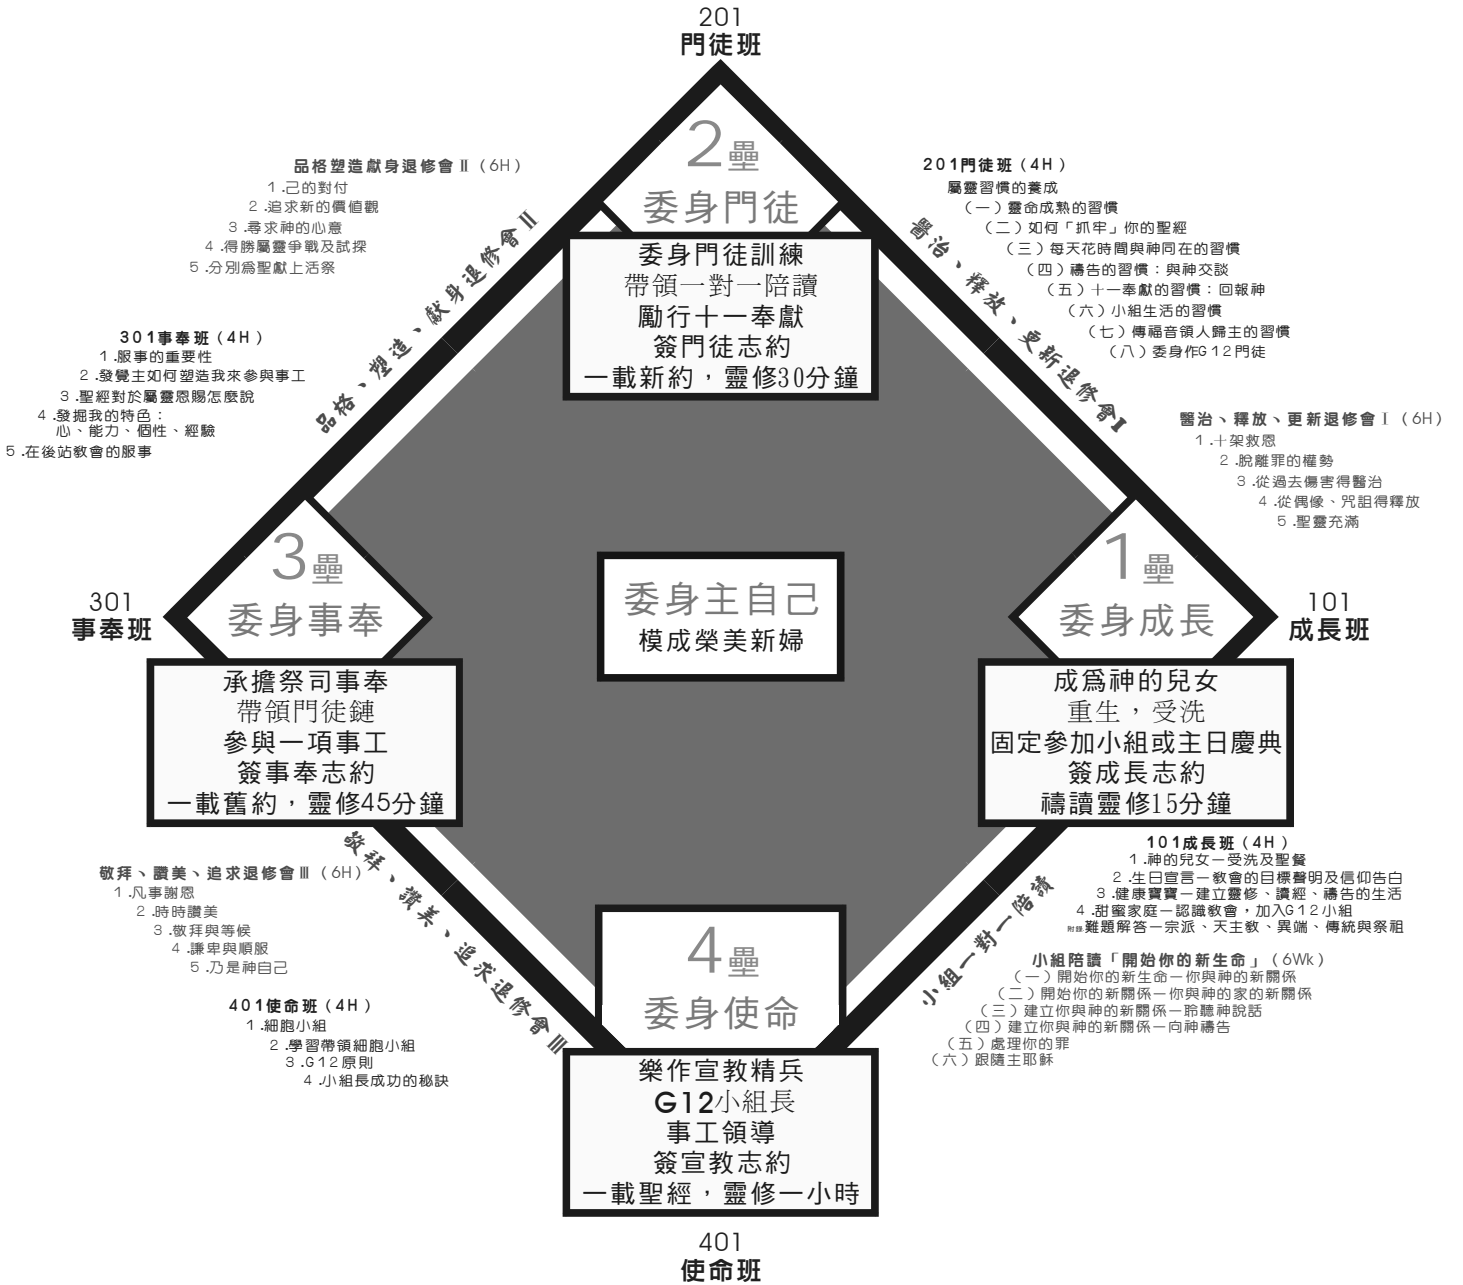 201
門徒班
2壘
委身門徒
委身門徒訓練
帶領一對一陪讀
勵行十一奉獻
簽門徒志約
一載新約，靈修30分鐘
品格塑造獻身退修會Ⅱ（6H）
1.己的對付
2.追求新的價值觀
3.尋求神的心意
4.得勝屬靈爭戰及試探
5.分別為聖獻上活祭
品格、塑造、獻身退修會Ⅱ
301事奉班（4H）
1.服事的重要性
2.發覺主如何塑造我來參與事工
3.聖經對於屬靈恩賜怎麼說
4.發掘我的特色：
心、能力、個性、經驗
5.在後站教會的服事
201門徒班（4H）
屬靈習慣的養成
（一）靈命成熟的習慣
（二）如何「抓牢」你的聖經
（三）每天花時間與神同在的習慣
（四）禱告的習慣：與神交談
（五）十一奉獻的習慣：回報神
（六）小組生活的習慣
（七）傳福音領人歸主的習慣
（八）委身作G12門徒
醫治、釋放、更新退修會Ⅰ
醫治、釋放、更新退修會Ⅰ（6H）
1.十架救恩
2.脫離罪的權勢
3.從過去傷害得醫治
4.從偶像、咒詛得釋放
5.聖靈充滿
301
事奉班
3壘
委身事奉
承擔祭司事奉
帶領門徒鏈
參與一項事工
簽事奉志約
一載舊約，靈修45分鐘
委身主自己
模成榮美新婦
101
成長班
1壘
委身成長
成爲神的兒女
重生，受洗
固定參加小組或主日慶典
簽成長志約
禱讀靈修15分鐘
敬拜、讚美、追求退修會Ⅲ（6H）
1.凡事謝恩
2.時時讚美
3.敬拜與等候
4.謙卑與順服
5.乃是神自己
敬拜、讚美、追求退修會Ⅲ
401使命班（4H）
1.細胞小組
2.學習帶領細胞小組
3.G12原則
4.小組長成功的秘訣
101成長班（4H）
1.神的兒女－受洗及聖餐
2.生日宣言－教會的目標聲明及信仰告白
3.健康寶寶－建立靈修、讀經、禱告的生活
4.甜蜜家庭－認識教會，加入G12小組
附錄難題解答－宗派、天主教、異端、傳統與祭祖
小組一對一陪讀
小組陪讀「開始你的新生命」（6Wk）
（一）開始你的新生命－你與神的新關係
（二）開始你的新關係－你與神的家的新關係
（三）建立你與神的新關係－聆聽神說話
（四）建立你與神的新關係－向神禱告
（五）處理你的罪
（六）跟隨主耶穌
4壘
委身使命
樂作宣教精兵
G12小組長
事工領導
簽宣教志約
一載聖經，靈修一小時
401
使命班